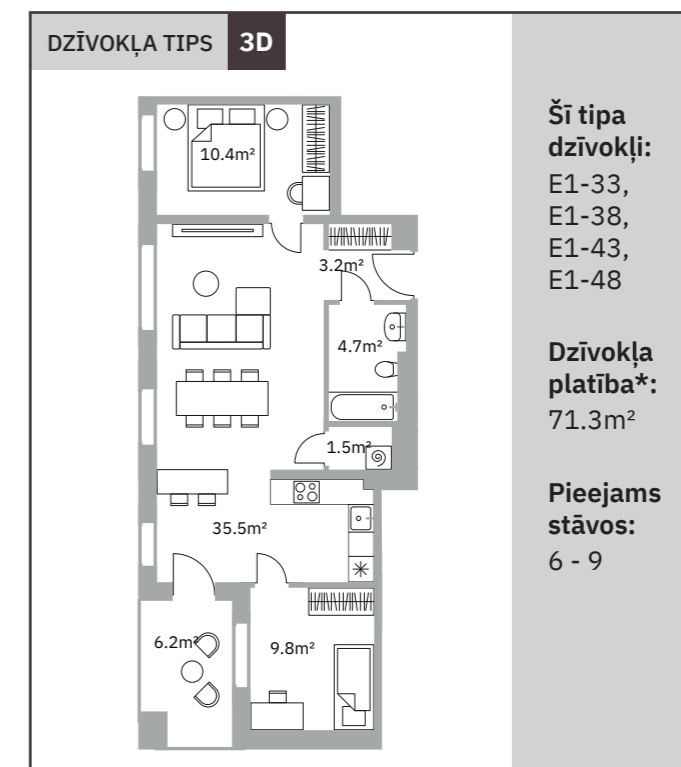 DZĪVOKĻA TIPS 3D
10.4m²
3.2m²
4.7m²
1.5m²
35.5m²
6.2m²
9.8m²
Šī tipa
dzīvokļi:
E1-33,
E1-38,
E1-43,
E1-48
Dzīvokļa
platība*:
71.3m²
Pieejams
stāvos:
6 - 9